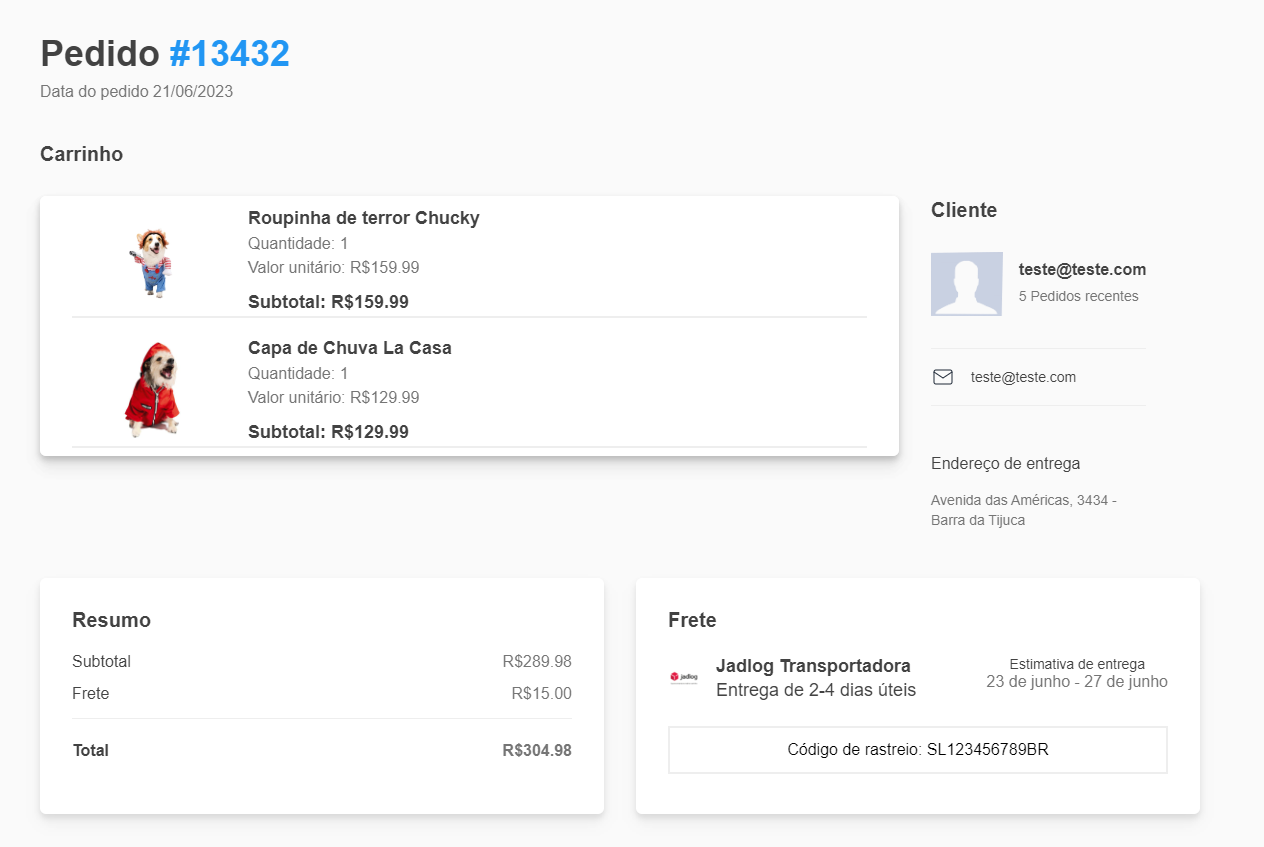 Pedido #13432
Data do pedido 21/06/2023
Carrinho
Roupinha de terror Chucky
Quantidade: 1
Valor unitário: R$159.99
Subtotal: R$159.99
Capa de Chuva La Casa
Quantidade: 1
Valor unitário: R$129.99
Subtotal: R$129.99
Cliente
teste@teste.com
5 Pedidos recentes
teste@teste.com
Endereço de entrega
Avenida das Américas, 3434 -
Barra da Tijuca
Resumo
Subtotal R$289.98
Frete R$15.00
Total R$304.98
Frete
jadlog
Jadlog Transportadora
Entrega de 2-4 dias úteis
Estimativa de entrega
23 de junho - 27 de junho
Código de rastreio: SL123456789BR